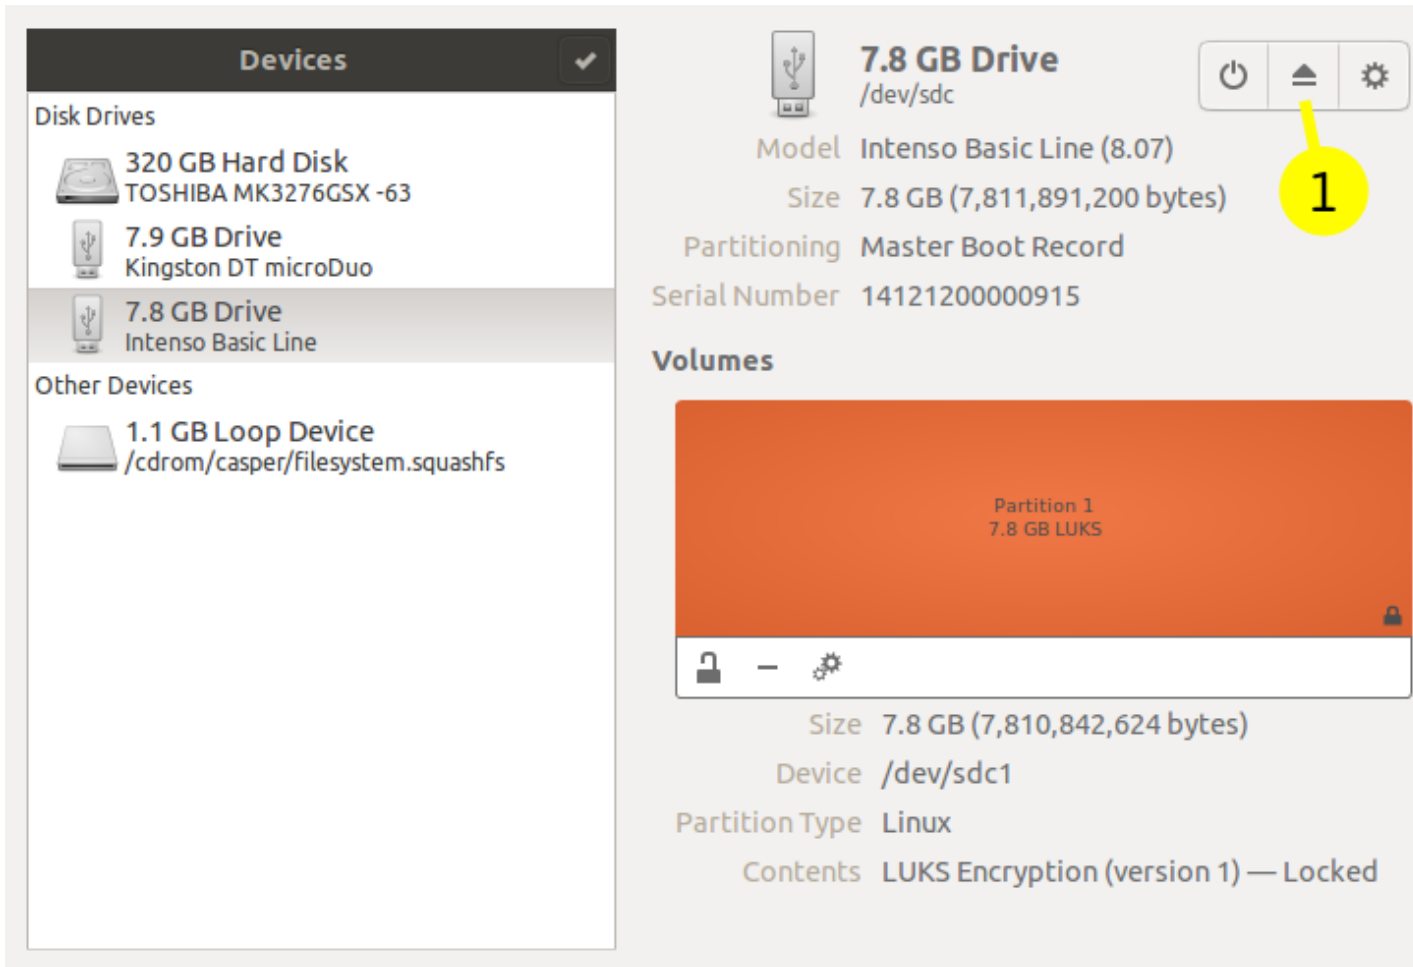 Devices
Disk Drives
320 GB Hard Disk
TOSHIBA MK3276GSX -63
7.9 GB Drive
Kingston DT microDuo
7.8 GB Drive
Intenso Basic Line
Other Devices
1.1 GB Loop Device
/cdrom/casper/filesystem.squashfs
7.8 GB Drive
/dev/sdc
1
Model Intenso Basic Line (8.07)
Size 7.8 GB (7,811,891,200 bytes)
Partitioning Master Boot Record
Serial Number 14121200000915
Volumes
Partition 1
7.8 GB LUKS
Size 7.8 GB (7,810,842,624 bytes)
Device /dev/sdc1
Partition Type Linux
Contents LUKS Encryption (version 1) — Locked